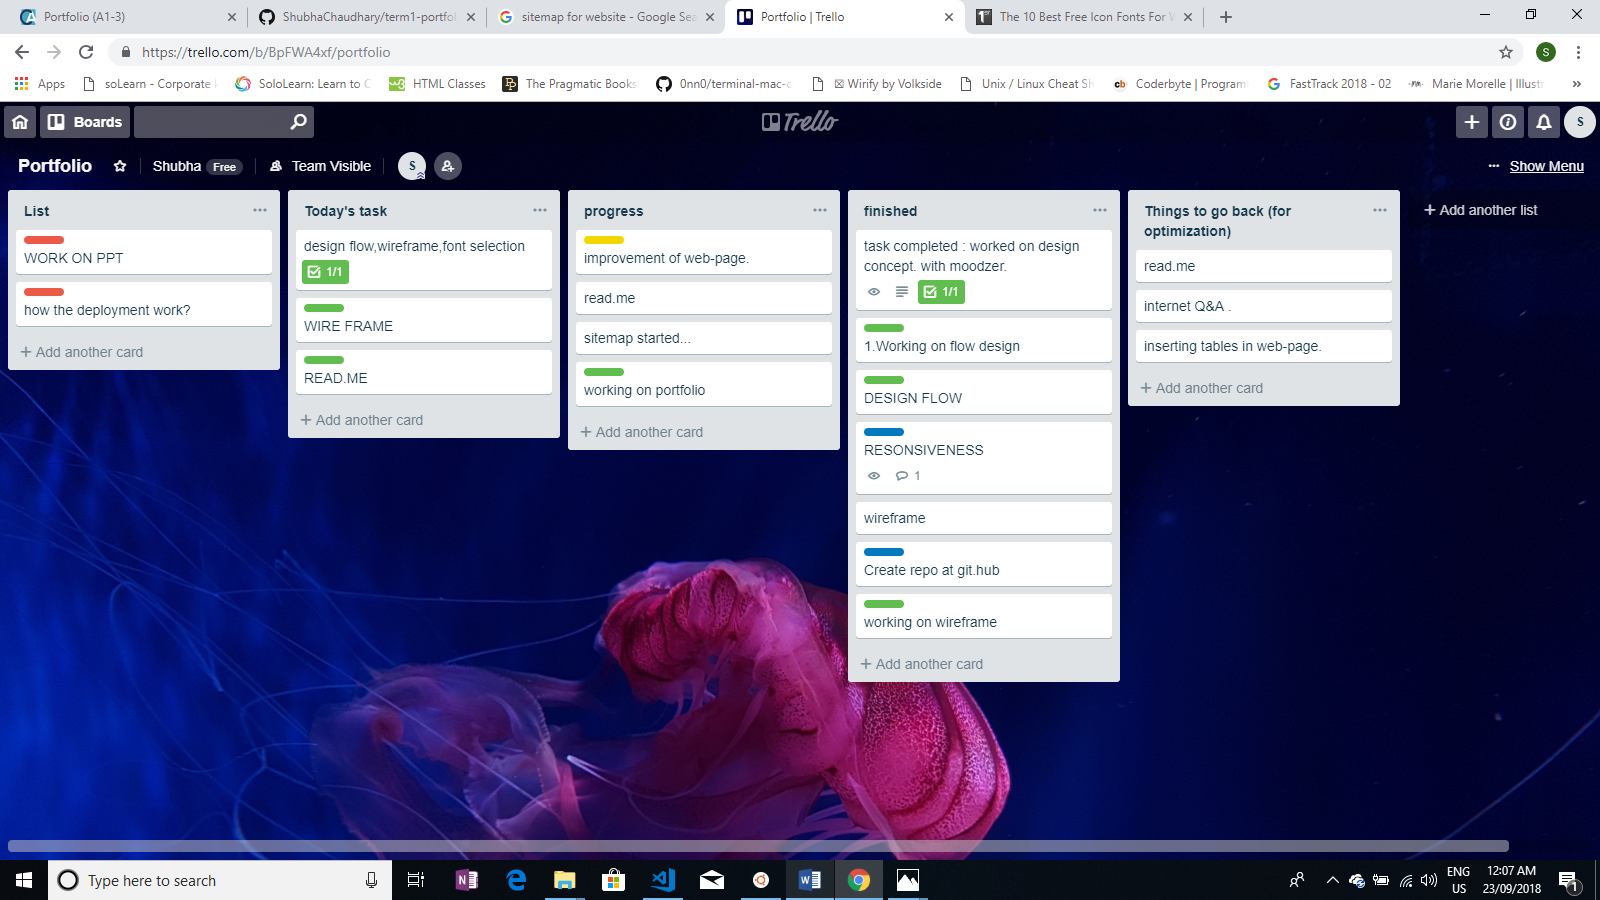 Portfolio (A1-3)
ShubhaChaudhary/term1-portfol
sitemap for website - Google Sea
Portfolio | Trello
The 10 Best Free Icon Fonts For W
https://trello.com/b/BpFWA4xf/portfolio
S
Apps
soLearn - Corporate
SoloLearn: Learn to C
HTML Classes
The Pragmatic Books
0nn0/terminal-mac-c
Wirify by Volkside
Unix / Linux Cheat Sh
Coderbyte | Program
FastTrack 2018 - 02
Marie Morelle | Illustr
»
Boards
Trello
S
Portfolio
Shubha Free
Team Visible
S
Show Menu
List
WORK ON PPT
how the deployment work?
+ Add another card
Today's task
design flow,wireframe,font selection
1/1
WIRE FRAME
READ.ME
+ Add another card
progress
improvement of web-page.
read.me
sitemap started...
working on portfolio
+ Add another card
finished
task completed : worked on design
concept. with moodzer.
1/1
1.Working on flow design
DESIGN FLOW
RESONSIVENESS
1
wireframe
Create repo at git.hub
working on wireframe
+ Add another card
Things to go back (for
optimization)
read.me
internet Q&A .
inserting tables in web-page.
+ Add another card
+ Add another list
Type here to search
ENG
US
12:07 AM
23/09/2018
1